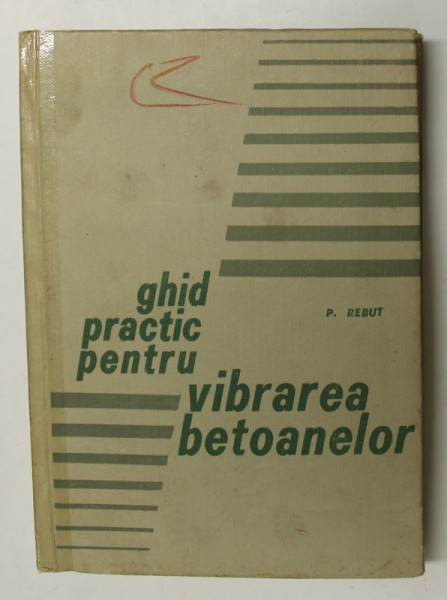 ghid
practic
pentru
P. REBUT
vibrarea
betoanelor